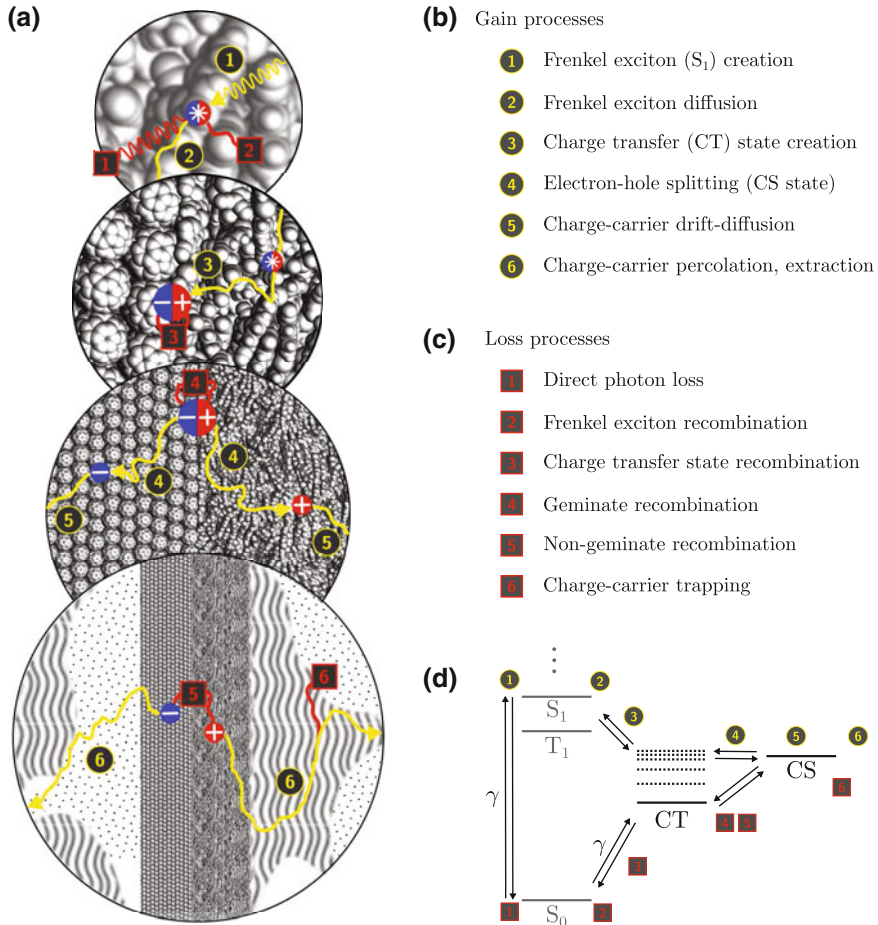 (a)
1
1
2
2
3
3
4
4
4
5
5
5
6
6
6
(b) Gain processes
1 Frenkel exciton (S₁) creation
2 Frenkel exciton diffusion
3 Charge transfer (CT) state creation
4 Electron-hole splitting (CS state)
5 Charge-carrier drift-diffusion
6 Charge-carrier percolation, extraction
(c) Loss processes
1 Direct photon loss
2 Frenkel exciton recombination
3 Charge transfer state recombination
4 Geminate recombination
5 Non-geminate recombination
6 Charge-carrier trapping
(d)
1 2
S₁
3
T₁
4 5 6
CS
6
CT
4 5
γ
γ
3
1 S₀ 2